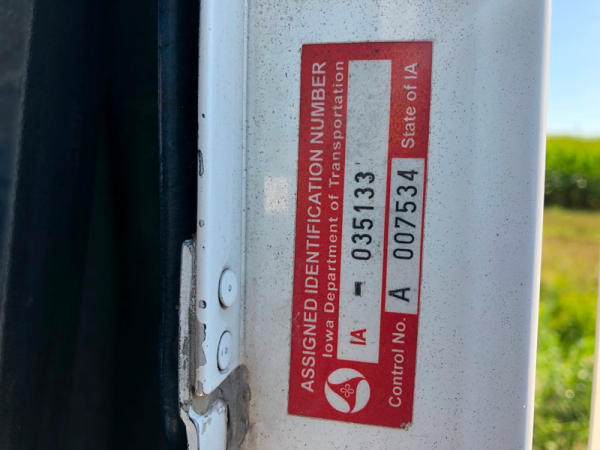 ASSIGNED IDENTIFICATION NUMBER
Iowa Department of Transportation
IA - 035133
Control No. A 007534 State of IA